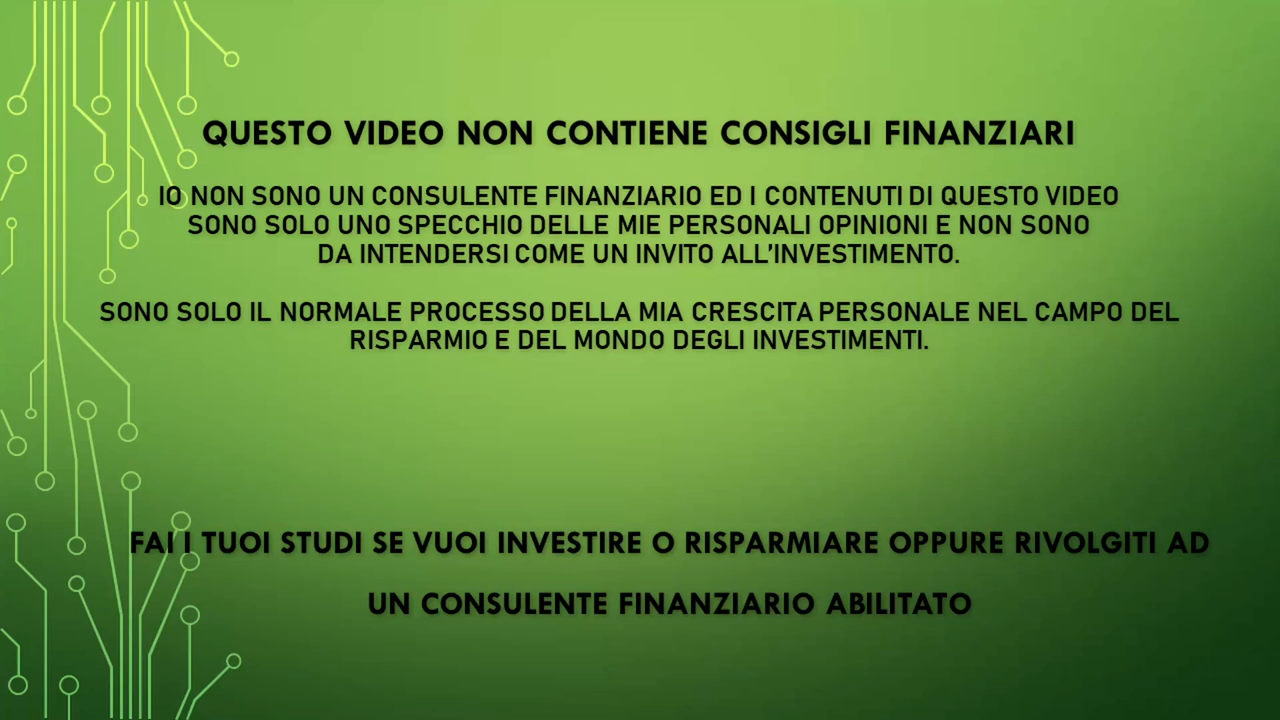 QUESTO VIDEO NON CONTIENE CONSIGLI FINANZIARI
IO NON SONO UN CONSULENTE FINANZIARIO ED I CONTENUTI DI QUESTO VIDEO
SONO SOLO UNO SPECCHIO DELLE MIE PERSONALI OPINIONI E NON SONO
DA INTENDERSI COME UN INVITO ALL'INVESTIMENTO.
SONO SOLO IL NORMALE PROCESSO DELLA MIA CRESCITA PERSONALE NEL CAMPO DEL
RISPARMIO E DEL MONDO DEGLI INVESTIMENTI.
FAI I TUOI STUDI SE VUOI INVESTIRE O RISPARMIARE OPPURE RIVOLGITI AD
UN CONSULENTE FINANZIARIO ABILITATO